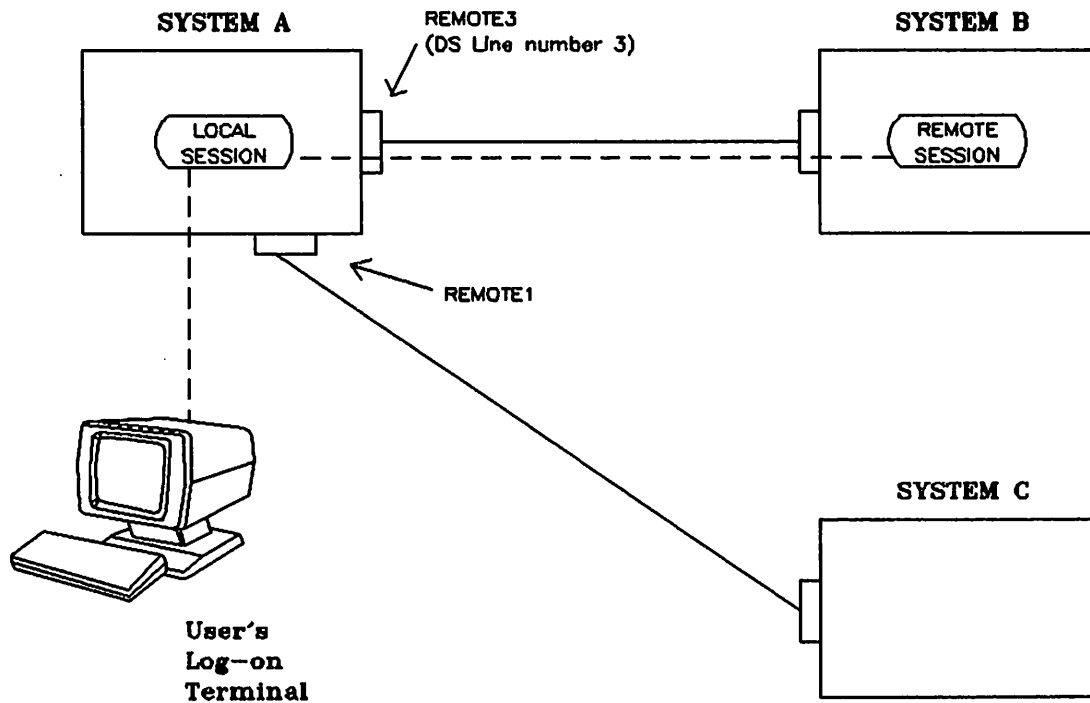 SYSTEM A
REMOTE3
(DS Line number 3)
SYSTEM B
LOCAL
SESSION
REMOTE
SESSION
REMOTE1
SYSTEM C
User's
Log-on
Terminal